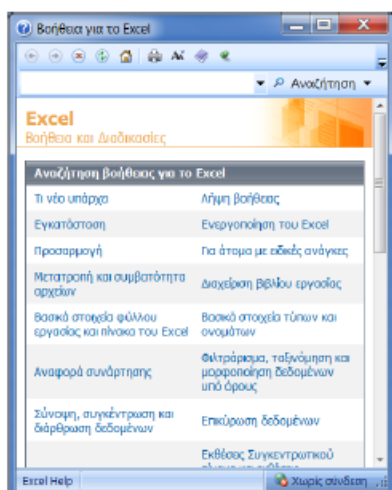 Βοήθεια για το Excel
Αναζήτηση
Excel
Βοήθεια και Διαδικασίες
Αναζήτηση βοήθειας για το Excel
Τι νέο υπάρχει
Λήψη βοήθειας
Εγκατάσταση
Ενεργοποίηση του Excel
Προσαρμογή
Για άτομα με ειδικές ανάγκες
Μετατροπή και συμβατότητα
αρχείων
Διαχείριση βιβλίου εργασίας
Βασικά στοιχεία φύλλου
εργασίας και πίνακα του Excel
Βασικά στοιχεία τύπων και
ονομάτων
Αναφορά συνάρτησης
Φιλτράρισμα, ταξινόμηση και
μορφοποίηση δεδομένων
υπό όρους
Σύνοψη, συγκέντρωση και
διάρθρωση δεδομένων
Επικύρωση δεδομένων
Εκθέσεις Συγκεντρωτικού
Excel Help
Χωρίς σύνδεση